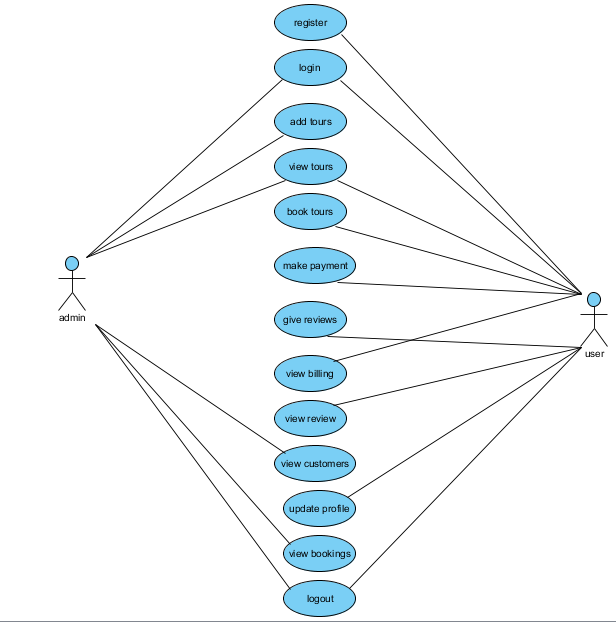 register
login
add tours
view tours
book tours
make payment
admin
give reviews
user
view billing
view review
view customers
update profile
view bookings
logout